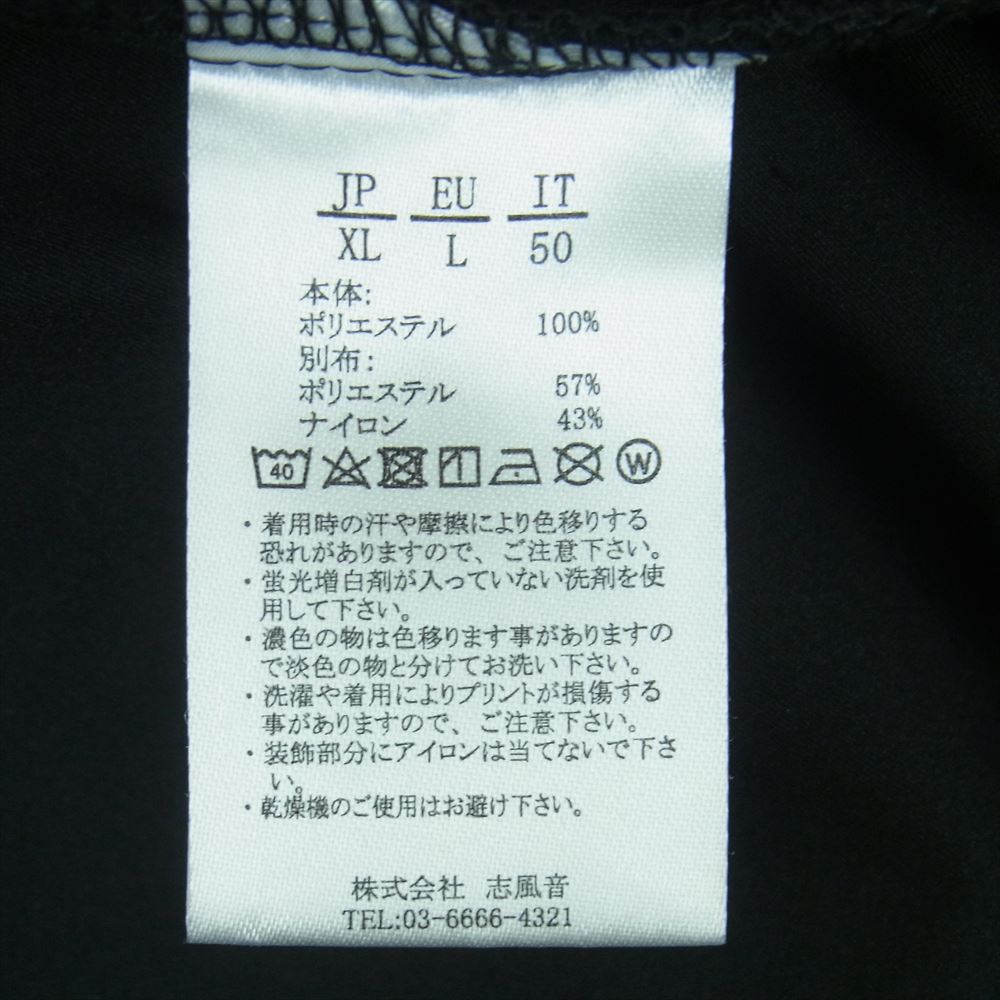 JP EU IT
XL L 50
本体:
ポリエステル 100%
別布:
ポリエステル 57%
ナイロン 43%
40 W
・着用時の汗や摩擦により色移りする
恐れがありますので、ご注意下さい。
・蛍光増白剤が入っていない洗剤を使
用して下さい。
・濃色の物は色移ります事がありますの
で淡色の物と分けてお洗い下さい。
・洗濯や着用によりプリントが損傷する
事がありますので、ご注意下さい。
・装飾部分にアイロンは当てないで下さ
い。
・乾燥機のご使用はお避け下さい。
株式会社 志風音
TEL:03-6666-4321